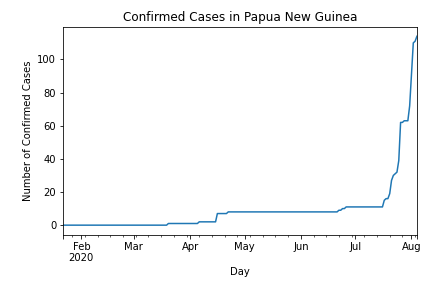 Confirmed Cases in Papua New Guinea
Number of Confirmed Cases
100
80
60
40
20
0
Feb Mar Apr May Jun Jul Aug
2020
Day